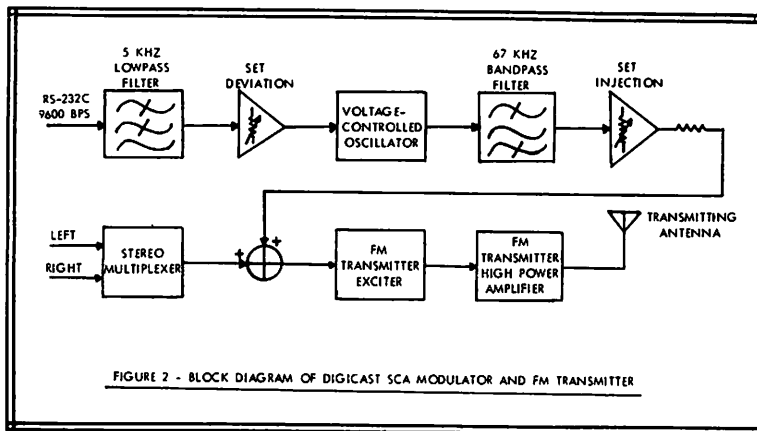 5 KHZ
LOWPASS
FILTER
SET
DEVIATION
67 KHZ
BANDPASS
FILTER
SET
INJECTION
RS-232C
9600 BPS
VOLTAGE-
CONTROLLED
OSCILLATOR
TRANSMITTING
ANTENNA
LEFT
RIGHT
STEREO
MULTIPLEXER
+
+
FM
TRANSMITTER
EXCITER
FM
TRANSMITTER
HIGH POWER
AMPLIFIER
FIGURE 2 - BLOCK DIAGRAM OF DIGICAST SCA MODULATOR AND FM TRANSMITTER